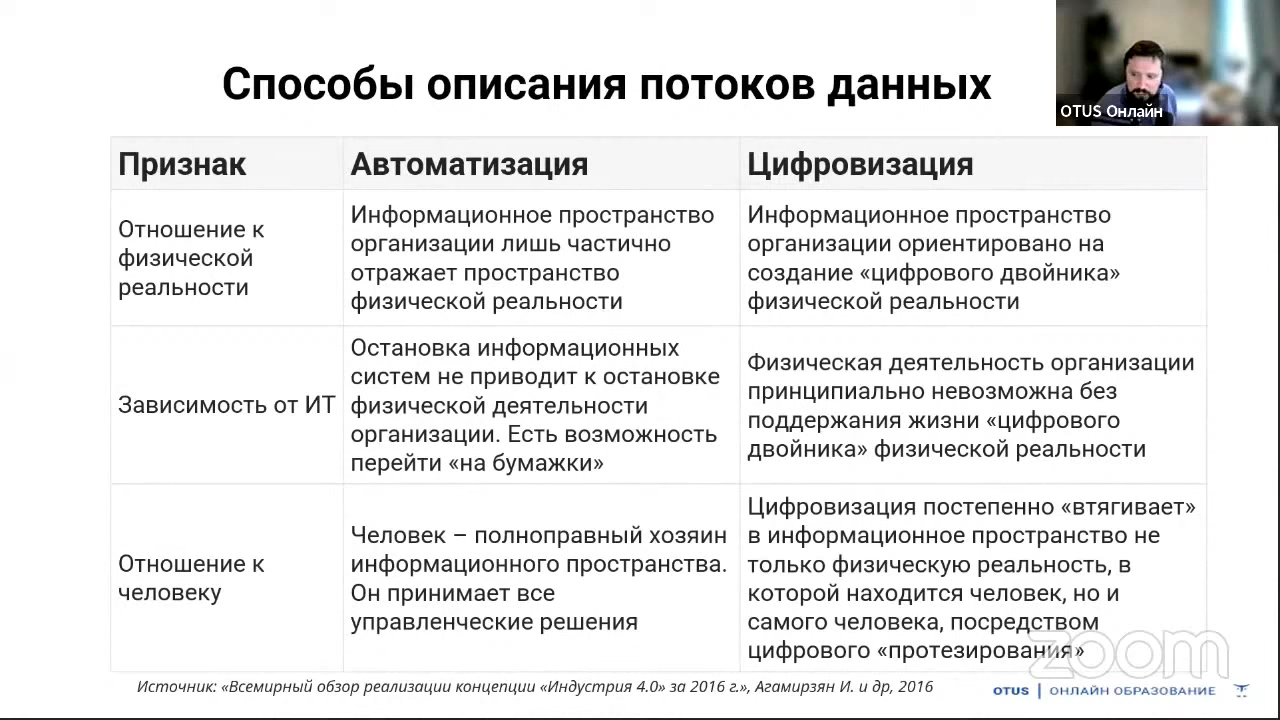 Способы описания потоков данных
OTUS Онлайн
Признак
Автоматизация
Цифровизация
Отношение к
физической
реальности
Информационное пространство
организации лишь частично
отражает пространство
физической реальности
Информационное пространство
организации ориентировано на
создание «цифрового двойника»
физической реальности
Зависимость от ИТ
Остановка информационных
систем не приводит к остановке
физической деятельности
организации. Есть возможность
перейти «на бумажки»
Физическая деятельность организации
принципиально невозможна без
поддержания жизни «цифрового
двойника» физической реальности
Отношение к
человеку
Человек – полноправный хозяин
информационного пространства.
Он принимает все
управленческие решения
Цифровизация постепенно «втягивает»
в информационное пространство не
только физическую реальность, в
которой находится человек, но и
самого человека, посредством
цифрового «протезирования»
zoom
Источник: «Всемирный обзор реализации концепции «Индустрия 4.0» за 2016 г.», Агамирзян И. и др, 2016
OTUS | ОНЛАЙН ОБРАЗОВАНИЕ